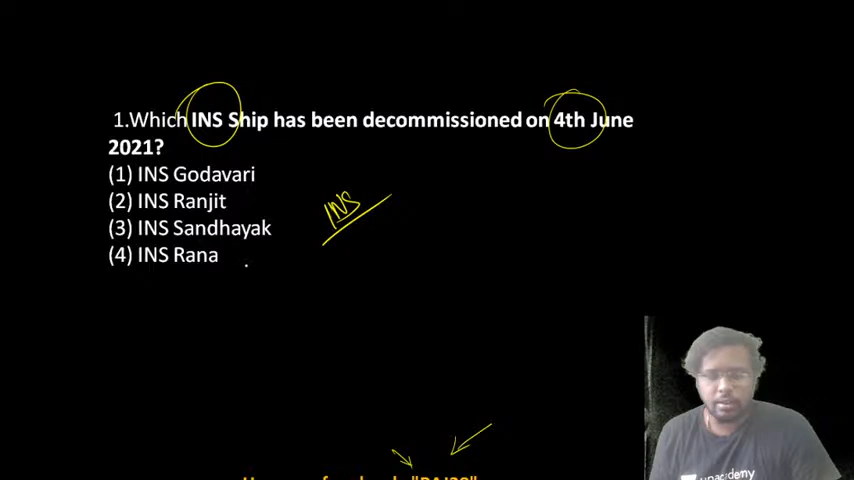 1.Which INS Ship has been decommissioned on 4th June
2021?
(1) INS Godavari
(2) INS Ranjit
INS
(3) INS Sandhayak
(4) INS Rana
unacademy